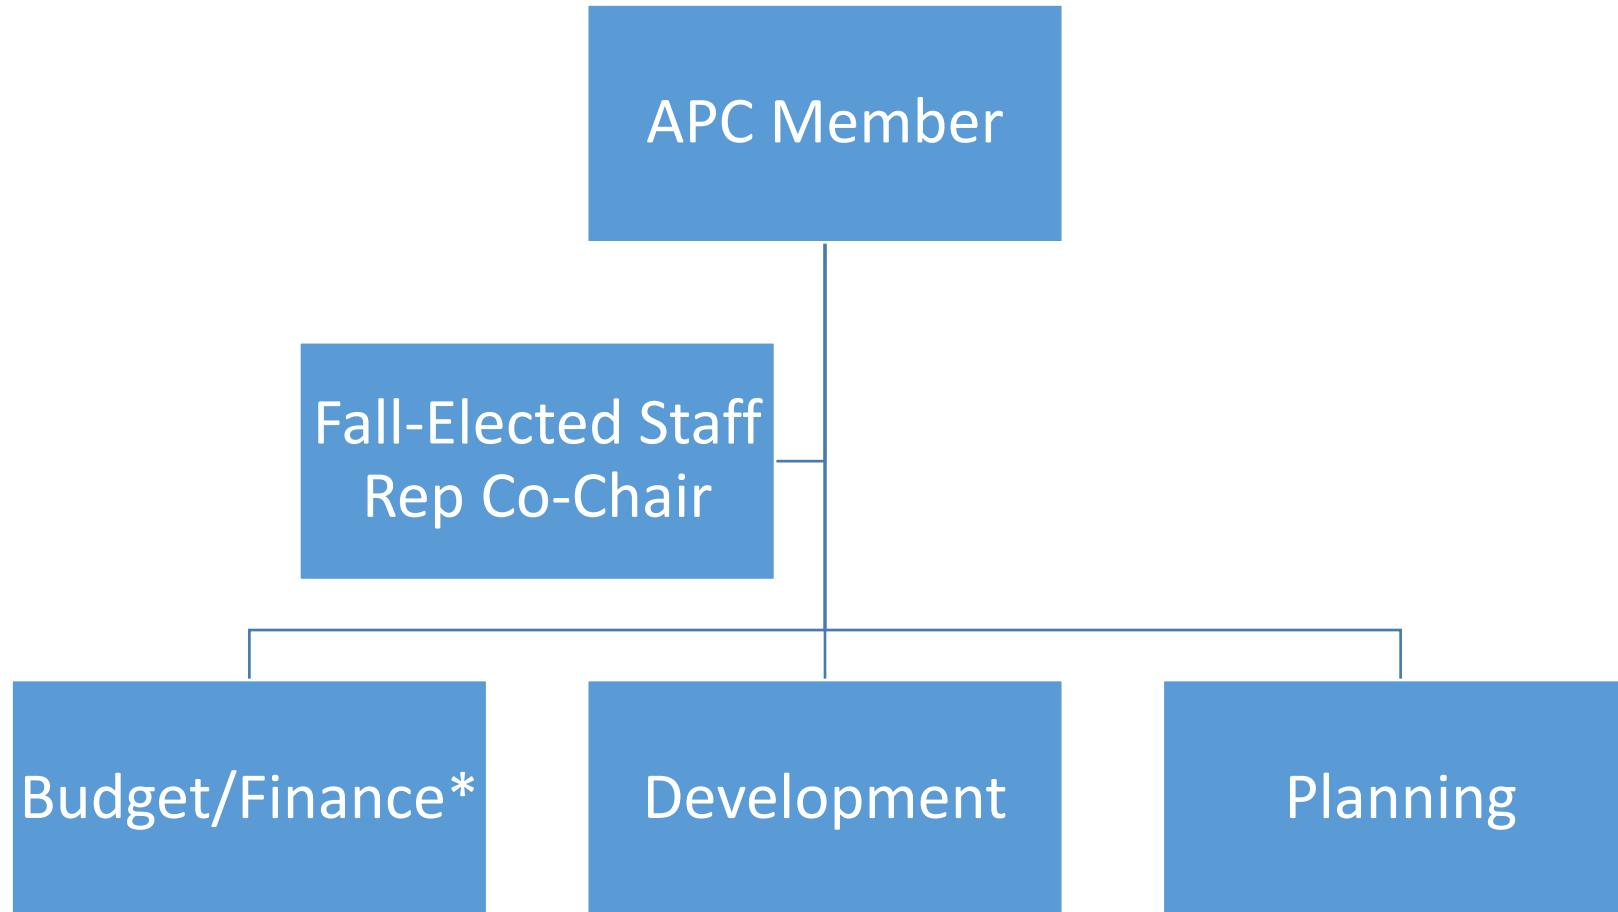 APC Member
Fall-Elected Staff
Rep Co-Chair
Budget/Finance*
Development
Planning